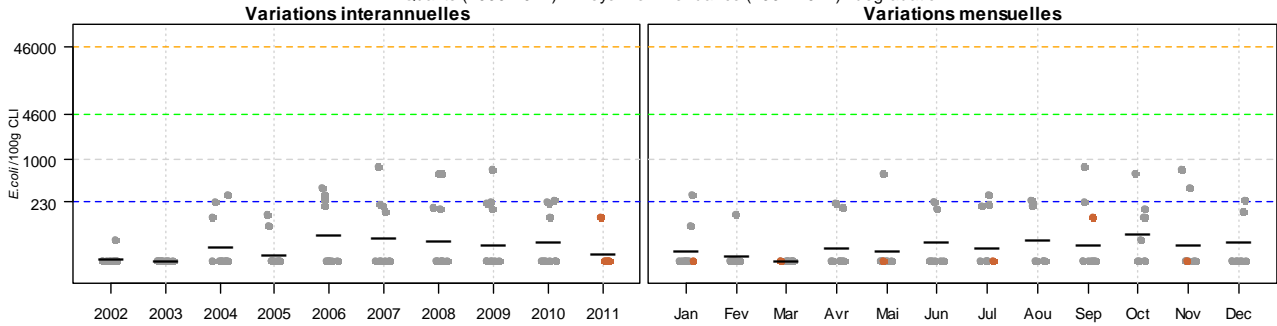 Variations interannuelles
Variations mensuelles
E.coli/100g CLI
46000
4600
1000
230
2002 2003 2004 2005 2006 2007 2008 2009 2010 2011
Jan Fev Mar Avr Mai Jun Jul Aou Sep Oct Nov Dec